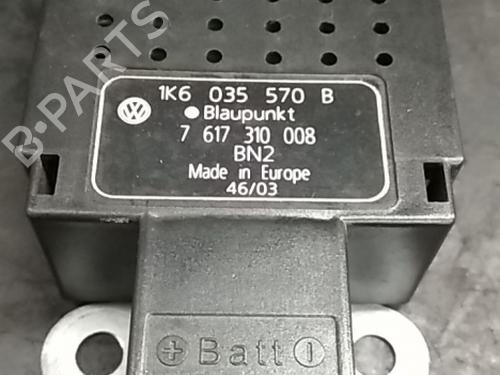 B-PARTS
1K6 035 570 B
Blaupunkt
7 617 310 008
BN2
Made in Europe
46/03
+ Batt